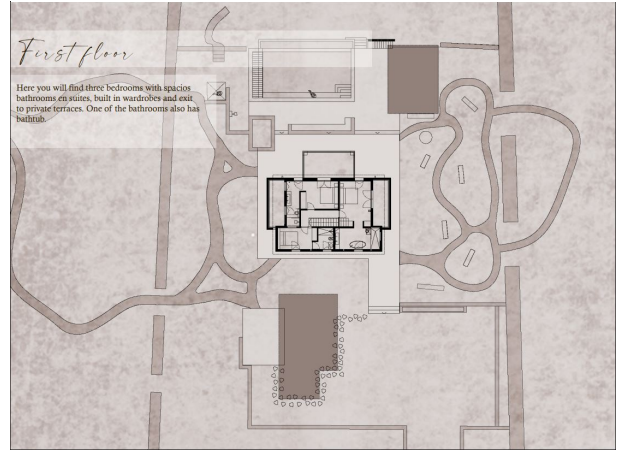 First floor
Here you will find three bedrooms with spacios
bathrooms en suites, built in wardrobes and exit
to private terraces. One of the bathrooms also has
bathtub.